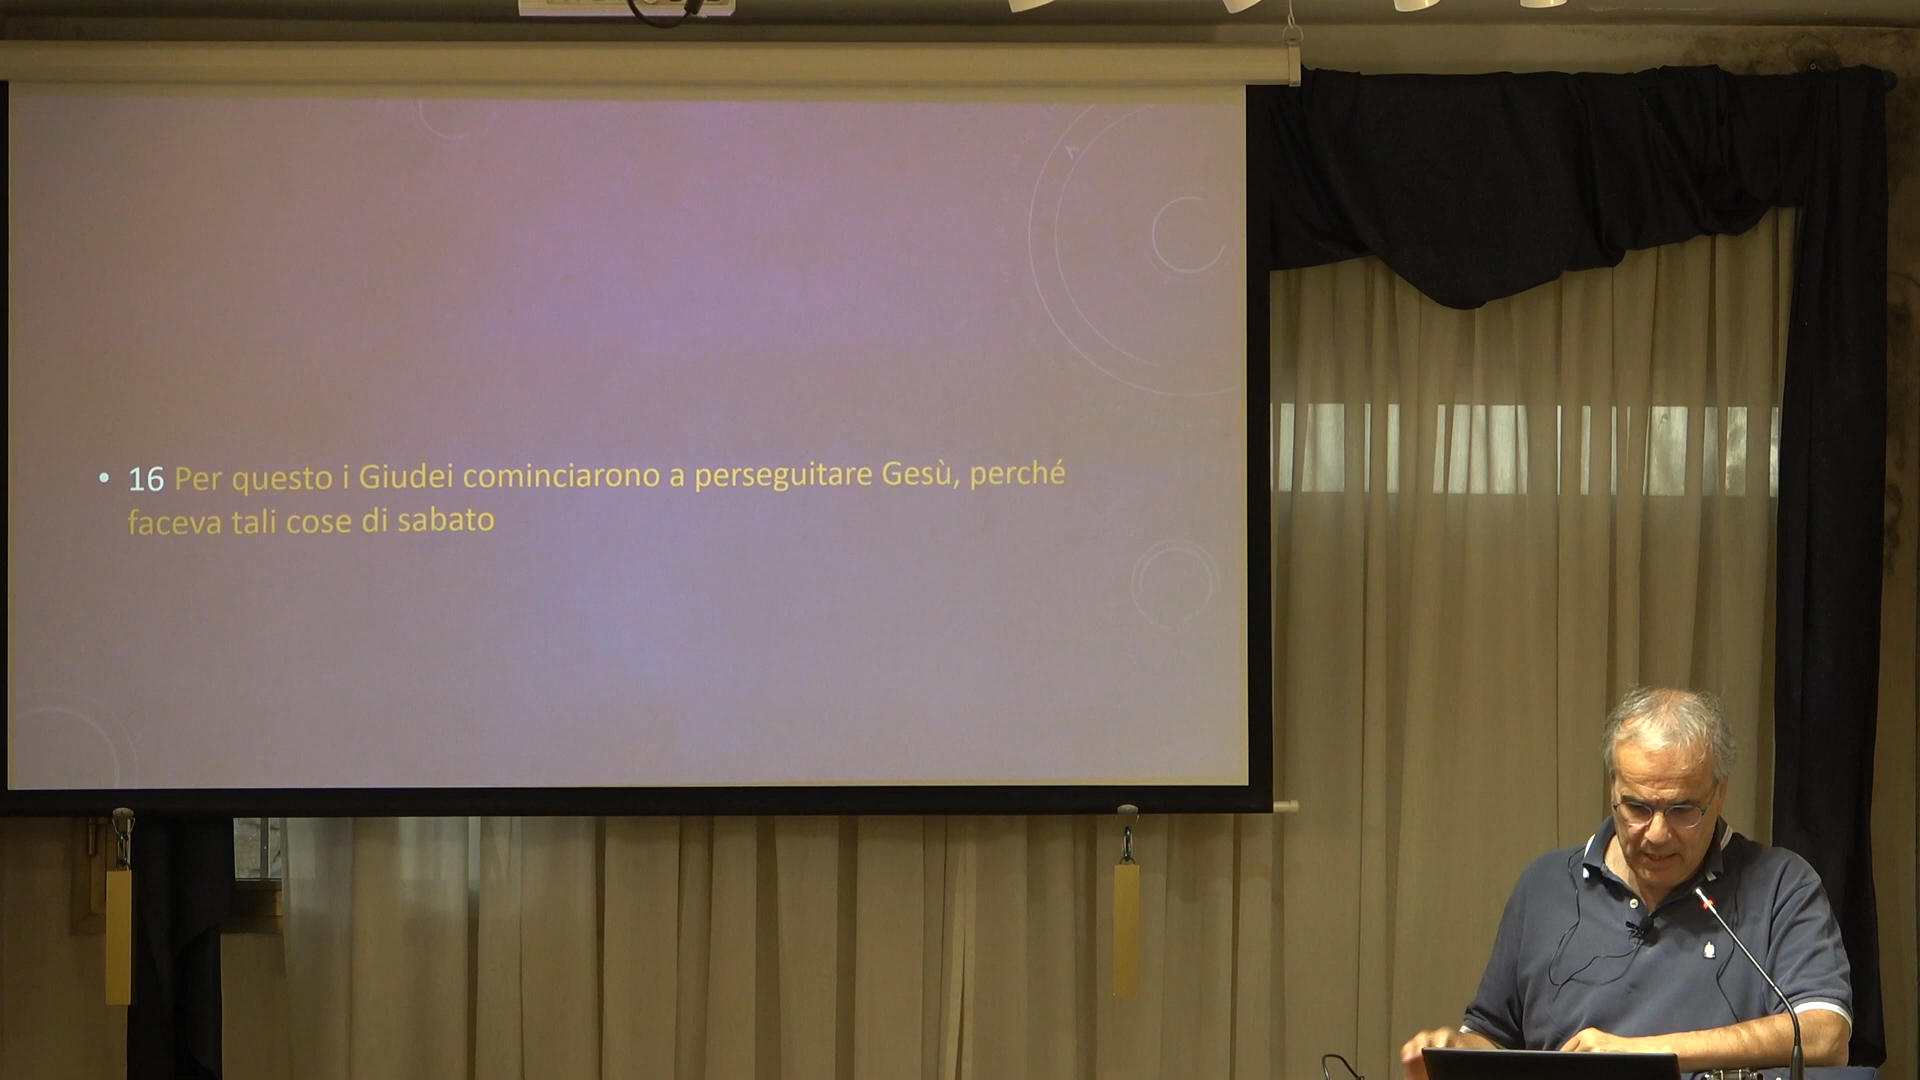 • 16 Per questo i Giudei cominciarono a perseguitare Gesù, perché
faceva tali cose di sabato